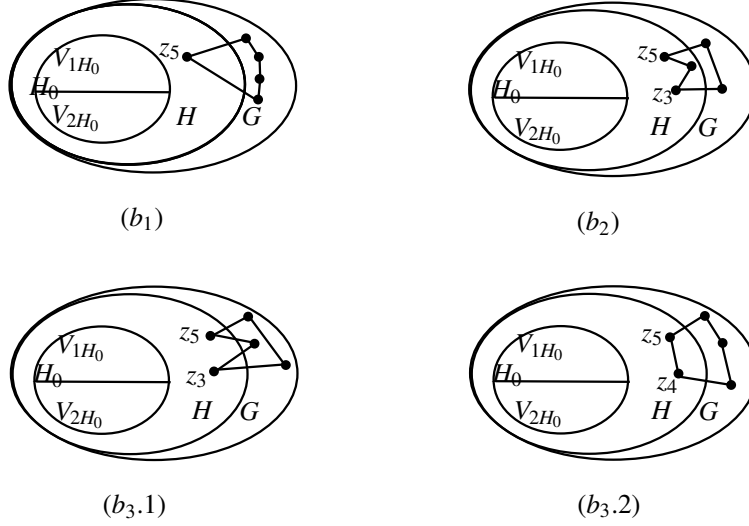 V₁H₀ z₅
H₀ H G
V₂H₀
(b₁)
V₁H₀ z₅
H₀ z₃
V₂H₀ H G
(b₂)
V₁H₀ z₅
H₀ z₃
V₂H₀ H G
(b₃.1)
V₁H₀ z₅
H₀ z₄
V₂H₀ H G
(b₃.2)